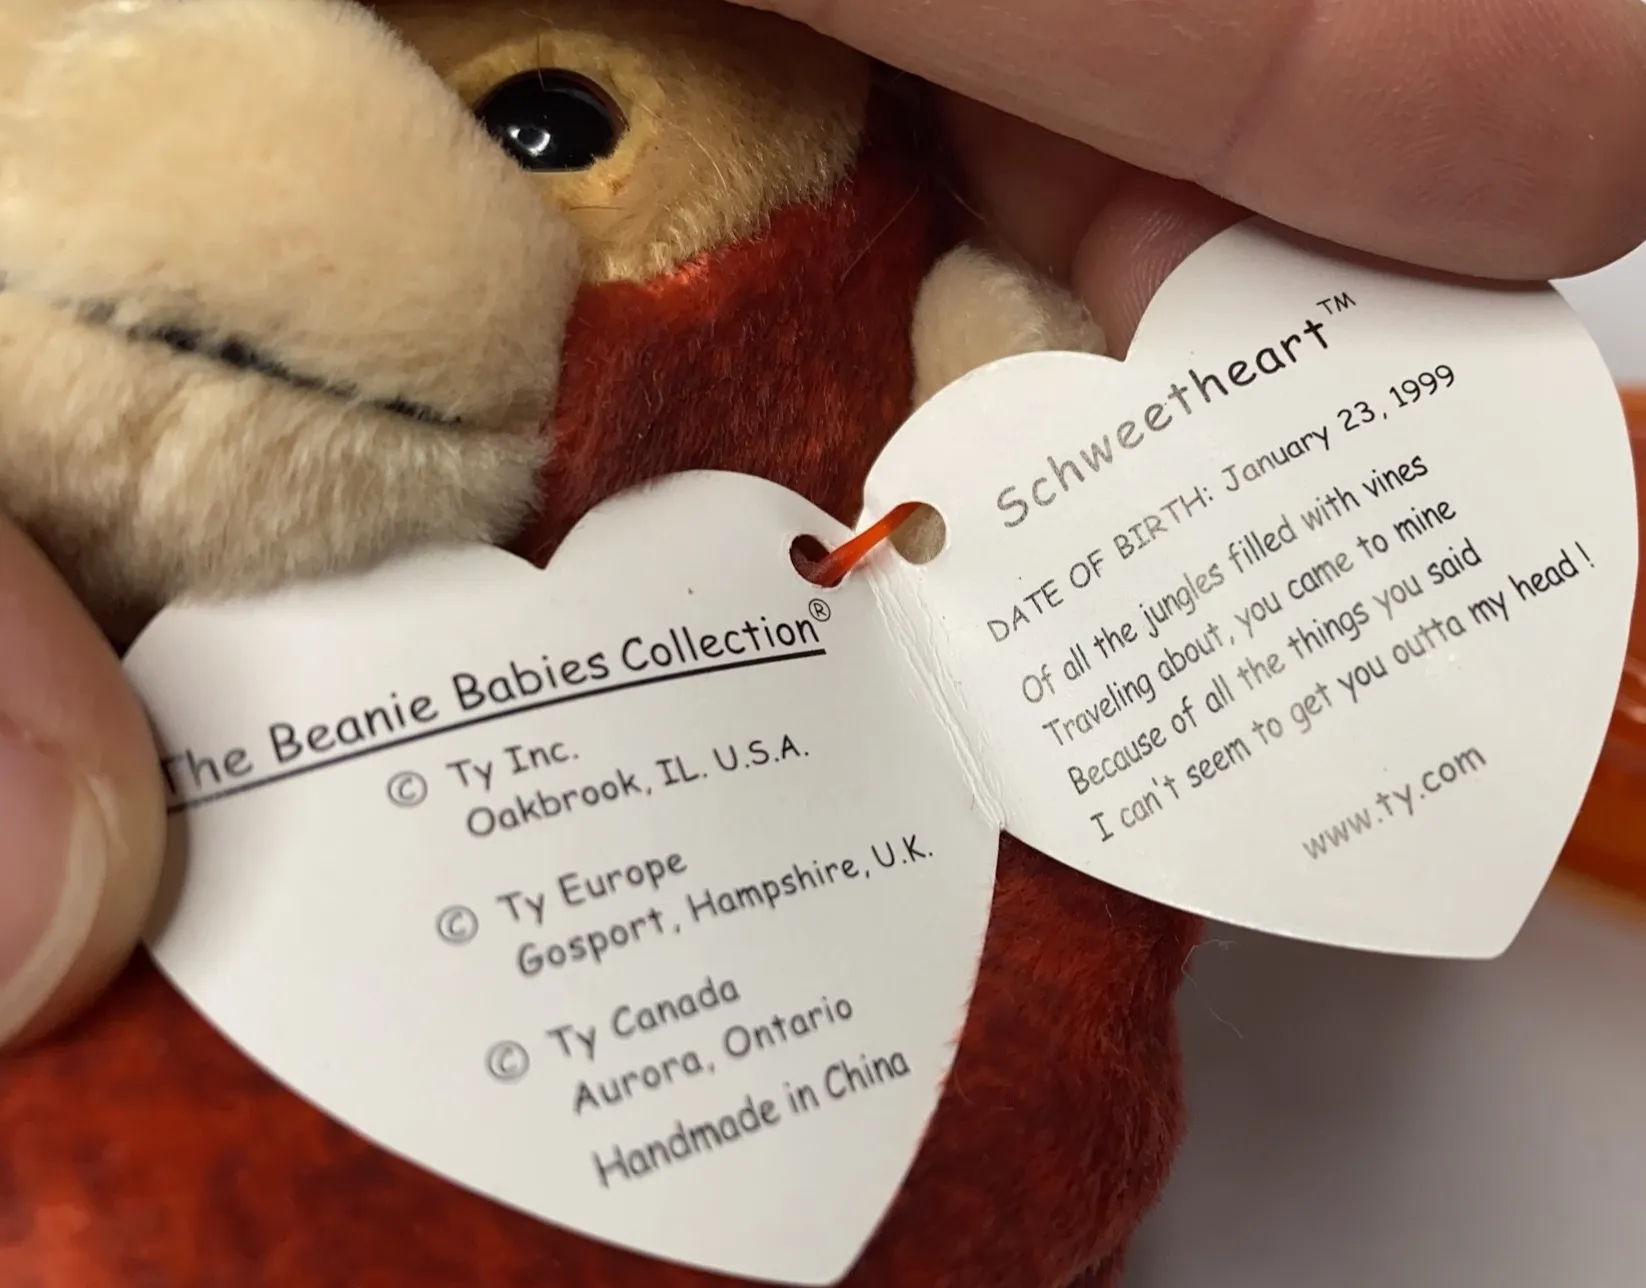 The Beanie Babies Collection®
© Ty Inc.
Oakbrook, IL. U.S.A.
© Ty Europe
Gosport, Hampshire, U.K.
© Ty Canada
Aurora, Ontario
Handmade in China
Schweetheart™
DATE OF BIRTH: January 23, 1999
Of all the jungles filled with vines
Traveling about, you came to mine
Because of all the things you said
I can't seem to get you outta my head !
www.ty.com